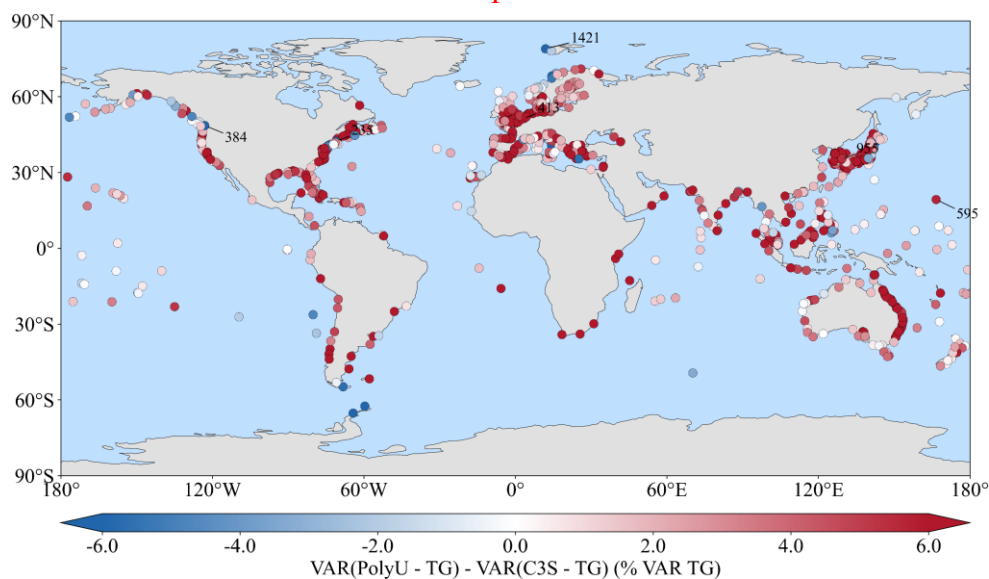 90°N
60°N
30°N
0°
30°S
60°S
90°S
1421
413
384
235
955
595
180° 120°W 60°W 0° 60°E 120°E 180°
-6.0 -4.0 -2.0 0.0 2.0 4.0 6.0
VAR(PolyU - TG) - VAR(C3S - TG) (% VAR TG)